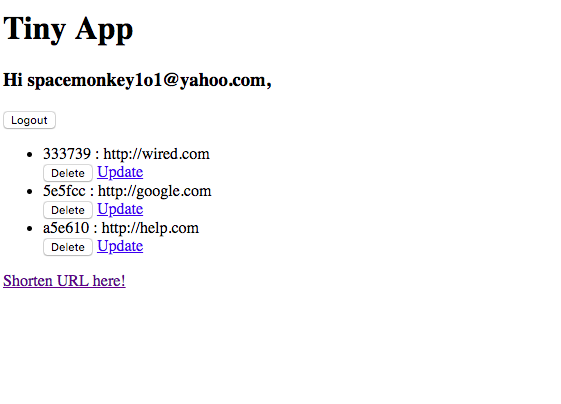 Tiny App
Hi spacemonkey1o1@yahoo.com,
Logout
333739 : http://wired.com
Delete Update
5e5fcc : http://google.com
Delete Update
a5e610 : http://help.com
Delete Update
Shorten URL here!